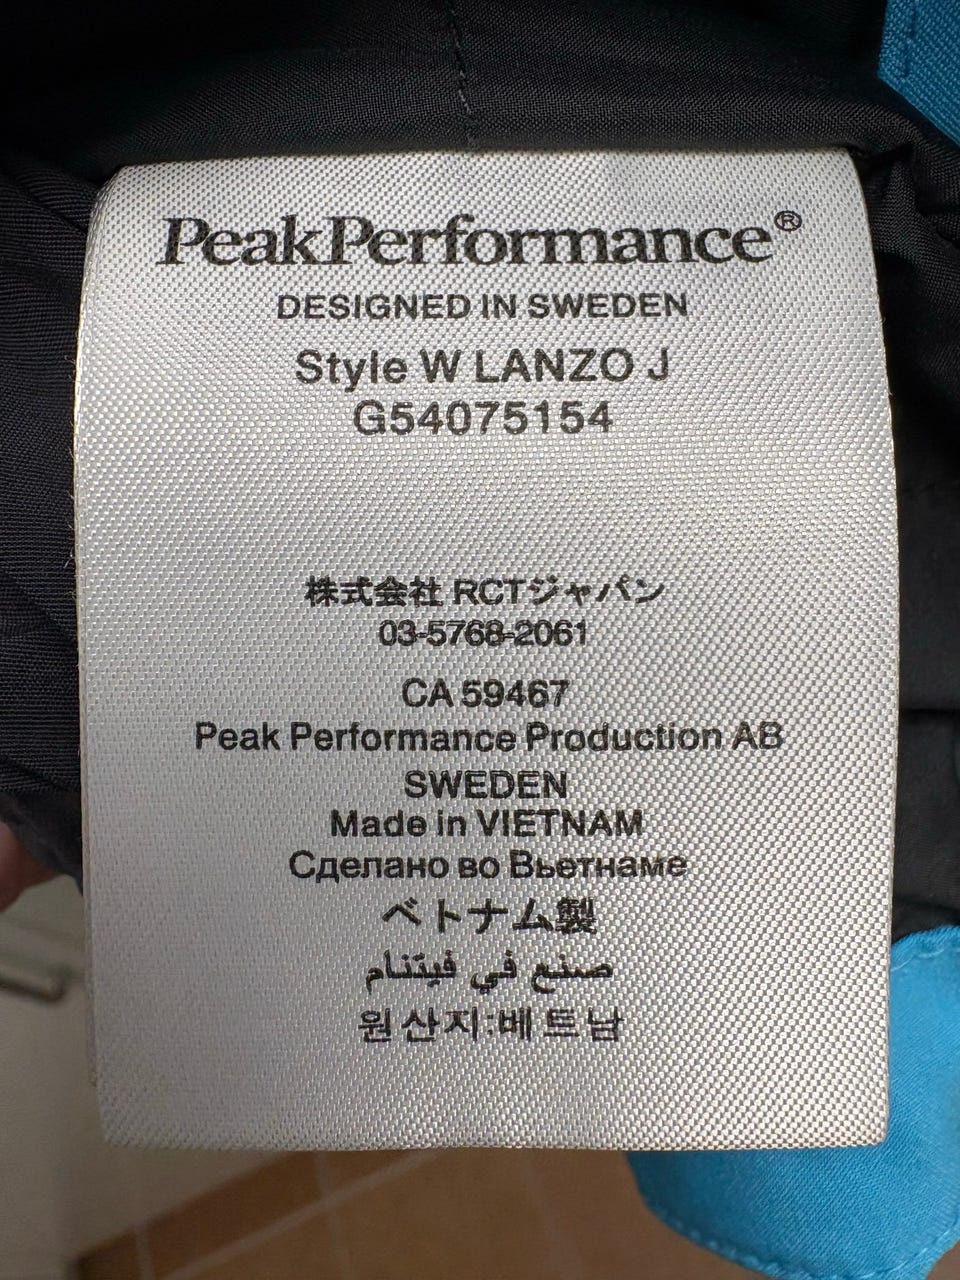 PeakPerformance®
DESIGNED IN SWEDEN
Style W LANZO J
G54075154
株式会社 RCTジャパン
03-5768-2061
CA 59467
Peak Performance Production AB
SWEDEN
Made in VIETNAM
Сделано во Вьетнаме
ベトナム製
صنع في فيتنام
원산지:베트남